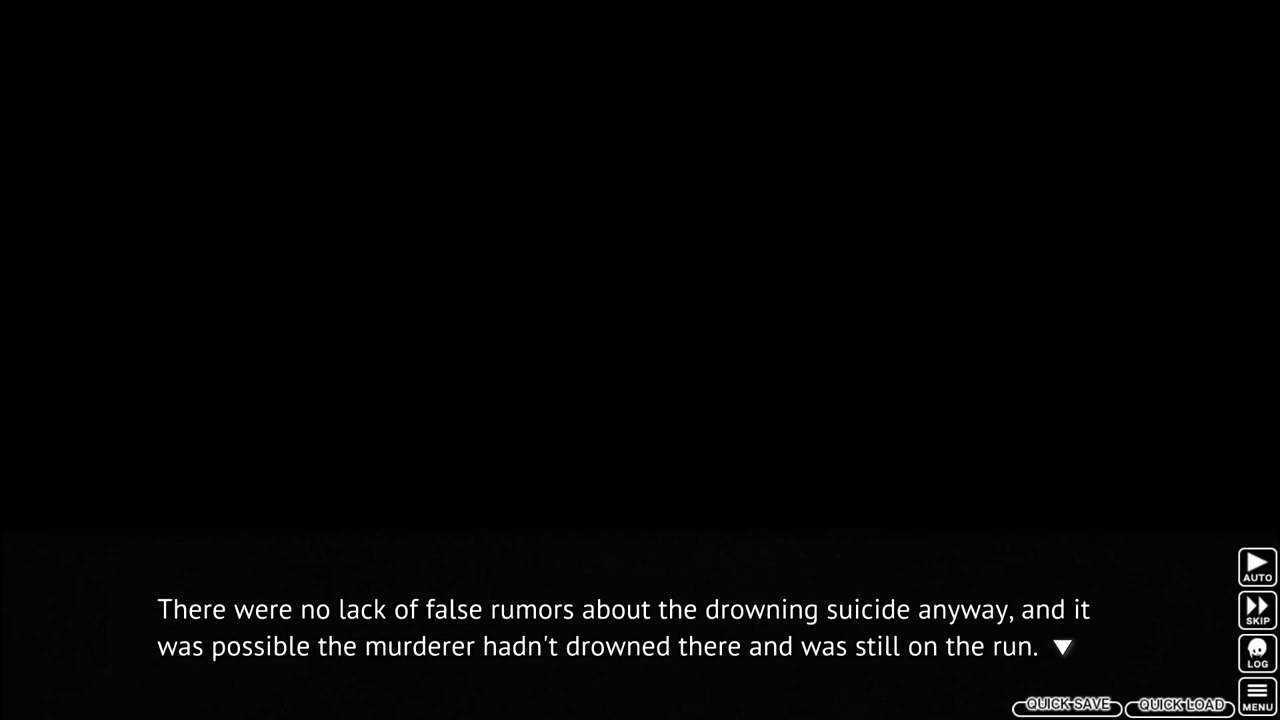 There were no lack of false rumors about the drowning suicide anyway, and it
was possible the murderer hadn't drowned there and was still on the run.
AUTO
SKIP
LOG
MENU
QUICK SAVE QUICK LOAD